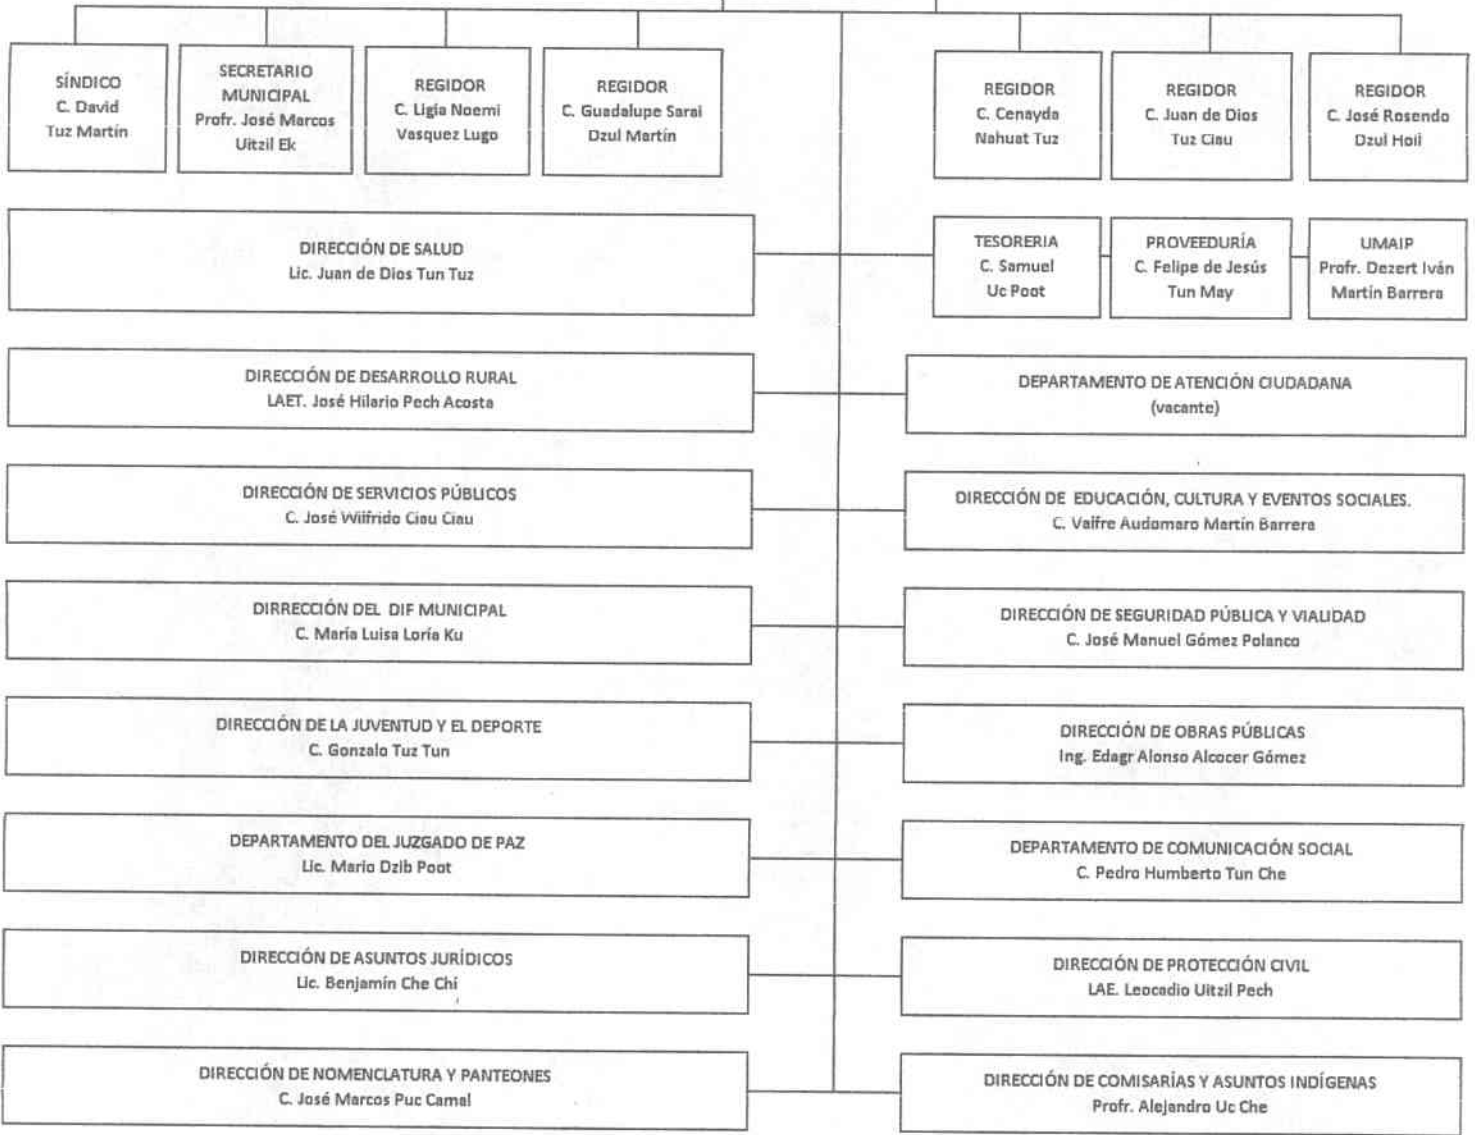 SÍNDICO
C. David
Tuz Martín
SECRETARIO
MUNICIPAL
Profr. José Marcos
Uitzil Ek
REGIDOR
C. Ligia Noemi
Vasquez Lugo
REGIDOR
C. Guadalupe Sarai
Dzul Martín
REGIDOR
C. Cenayda
Nahuat Tuz
REGIDOR
C. Juan de Dios
Tuz Ciau
REGIDOR
C. José Rosendo
Dzul Holl
DIRECCIÓN DE SALUD
Lic. Juan de Dios Tun Tuz
TESORERIA
C. Samuel
Uc Poot
PROVEEDURÍA
C. Felipe de Jesús
Tun May
UMAIP
Profr. Dezert Iván
Martín Barrera
DIRECCIÓN DE DESARROLLO RURAL
LAET. José Hilario Pech Acosta
DEPARTAMENTO DE ATENCIÓN CIUDADANA
(vacante)
DIRECCIÓN DE SERVICIOS PÚBLICOS
C. José Wilfrido Ciau Ciau
DIRECCIÓN DE EDUCACIÓN, CULTURA Y EVENTOS SOCIALES.
C. Valfre Audomaro Martín Barrera
DIRRECCIÓN DEL DIF MUNICIPAL
C. María Luisa Loría Ku
DIRECCIÓN DE SEGURIDAD PÚBLICA Y VIALIDAD
C. José Manuel Gómez Polanco
DIRECCIÓN DE LA JUVENTUD Y EL DEPORTE
C. Gonzalo Tuz Tun
DIRECCIÓN DE OBRAS PÚBLICAS
Ing. Edagr Alonso Alcocer Gómez
DEPARTAMENTO DEL JUZGADO DE PAZ
Lic. Mario Dzib Poot
DEPARTAMENTO DE COMUNICACIÓN SOCIAL
C. Pedro Humberto Tun Che
DIRECCIÓN DE ASUNTOS JURÍDICOS
Lic. Benjamín Che Chi
DIRECCIÓN DE PROTECCIÓN CIVIL
LAE. Leocadio Uitzil Pech
DIRECCIÓN DE NOMENCLATURA Y PANTEONES
C. José Marcos Puc Camal
DIRECCIÓN DE COMISARÍAS Y ASUNTOS INDÍGENAS
Profr. Alejandro Uc Che